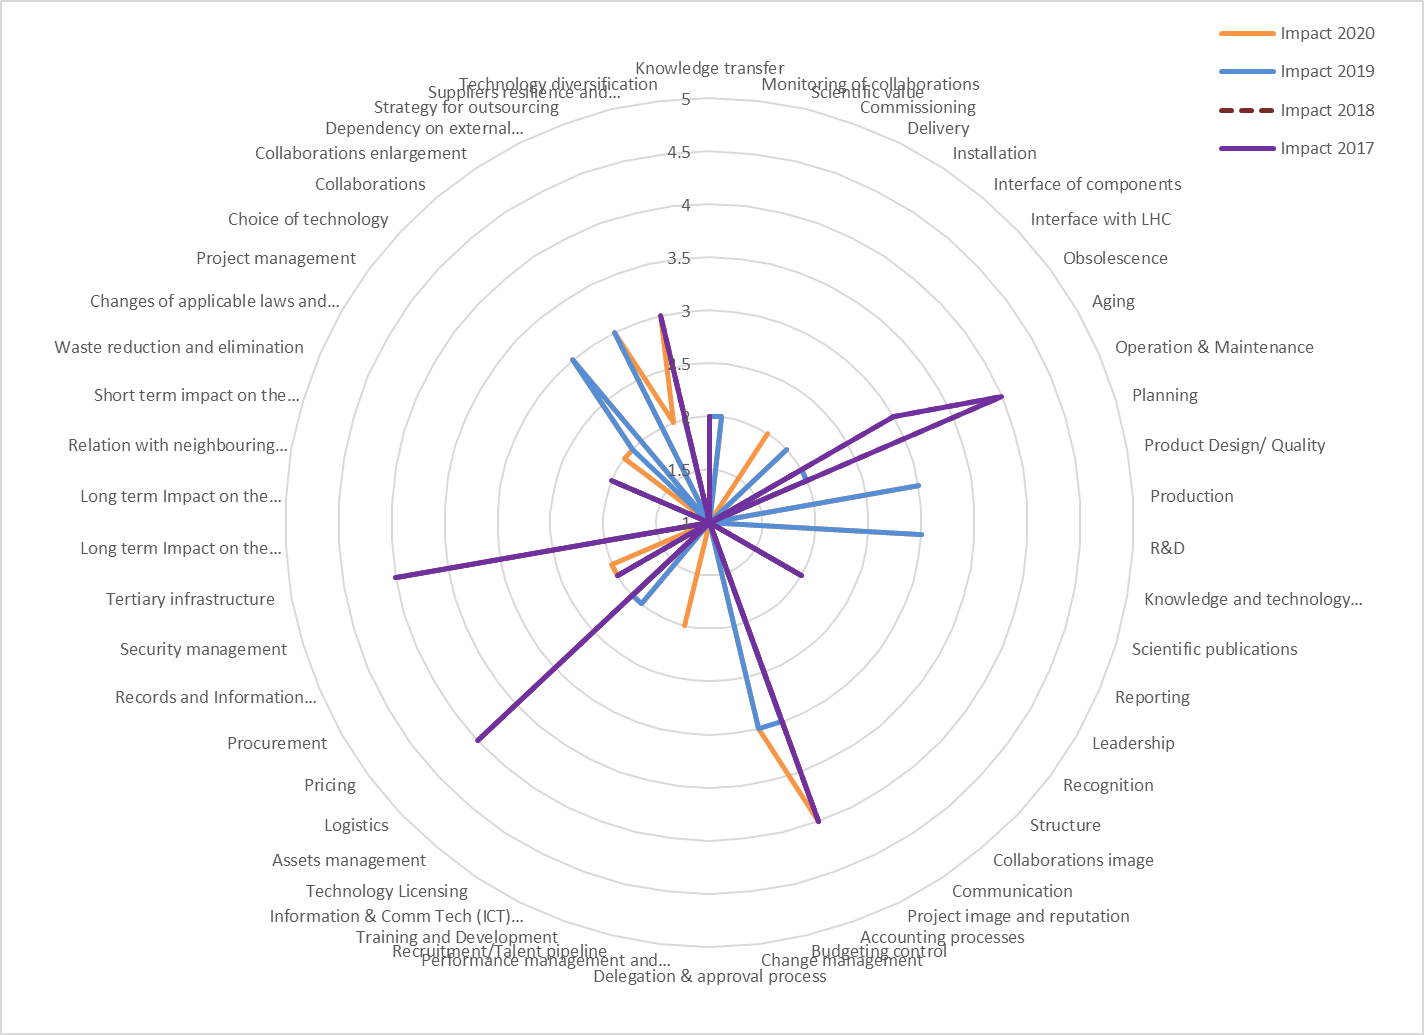 Impact 2020
Impact 2019
Impact 2018
Impact 2017
Knowledge transfer
Monitoring of collaborations
Scientific value
Commissioning
Delivery
Installation
Interface of components
Interface with LHC
Obsolescence
Aging
Operation & Maintenance
Planning
Product Design/ Quality
Production
R&D
Knowledge and technology...
Scientific publications
Reporting
Leadership
Recognition
Structure
Collaborations image
Communication
Project image and reputation
Accounting processes
Budgeting control
Change management
Delegation & approval process
Performance management and...
Recruitment/Talent pipeline
Training and Development
Information & Comm Tech (ICT)...
Technology Licensing
Assets management
Logistics
Pricing
Procurement
Records and Information...
Security management
Tertiary infrastructure
Long term Impact on the...
Long term Impact on the...
Relation with neighbouring...
Short term impact on the...
Waste reduction and elimination
Changes of applicable laws and...
Project management
Choice of technology
Collaborations
Collaborations enlargement
Dependency on external...
Strategy for outsourcing
Suppliers resilience and...
Technology diversification
5
4.5
4
3.5
3
2.5
2
1.5
1